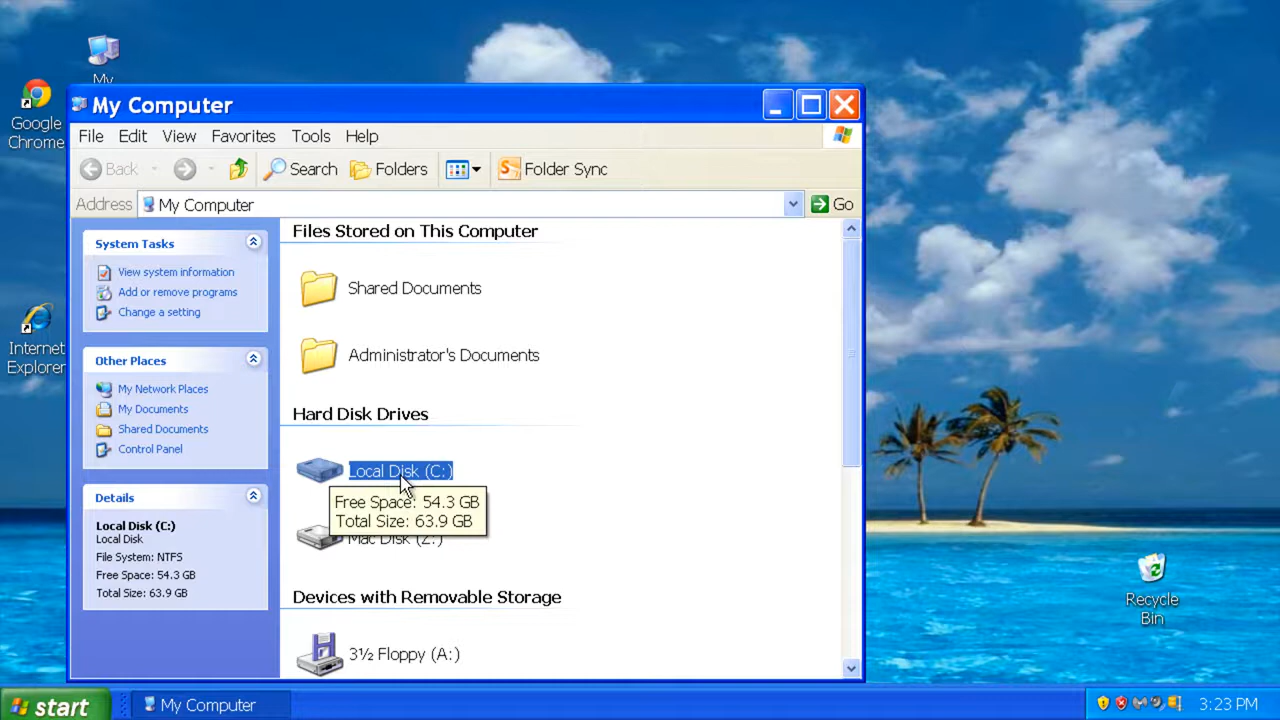 My
Google
Chrome
Internet
Explorer
My Computer
File Edit View Favorites Tools Help
Back Search Folders Folder Sync
Address My Computer Go
System Tasks
View system information
Add or remove programs
Change a setting
Other Places
My Network Places
My Documents
Shared Documents
Control Panel
Details
Local Disk (C:)
Local Disk
File System: NTFS
Free Space: 54.3 GB
Total Size: 63.9 GB
Files Stored on This Computer
Shared Documents
Administrator's Documents
Hard Disk Drives
Local Disk (C:)
Free Space: 54.3 GB
Total Size: 63.9 GB
Mac Disk (Z:)
Devices with Removable Storage
3½ Floppy (A:)
Recycle
Bin
start My Computer 3:23 PM